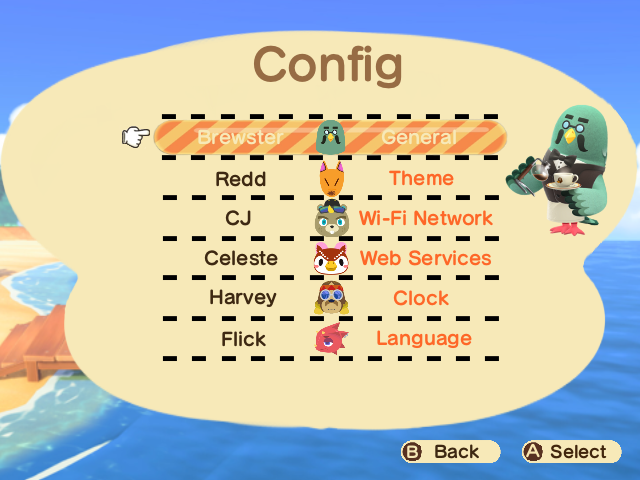 Config
Brewster General
Redd Theme
CJ Wi-Fi Network
Celeste Web Services
Harvey Clock
Flick Language
B Back A Select